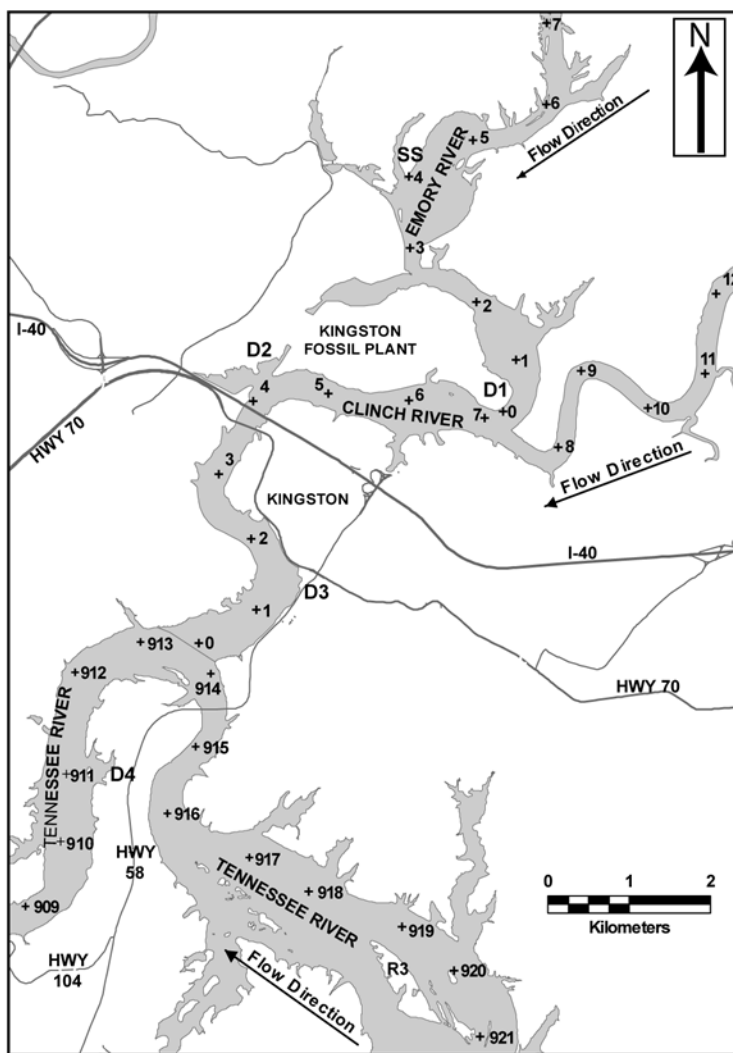 7
N
6
Flow Direction
5
SS
4
EMORY RIVER
3
12
2
I-40
KINGSTON
FOSSIL PLANT
D2
1
11
9
D1
4
5
6
10
CLINCH RIVER
7
0
8
HWY 70
3
Flow Direction
KINGSTON
2
I-40
D3
1
913
0
912
914
HWY 70
915
TENNESSEE RIVER
911
D4
916
910
HWY
58
917
TENNESSEE RIVER
918
0 1 2
Kilometers
909
919
HWY
104
Flow Direction
R3
920
921